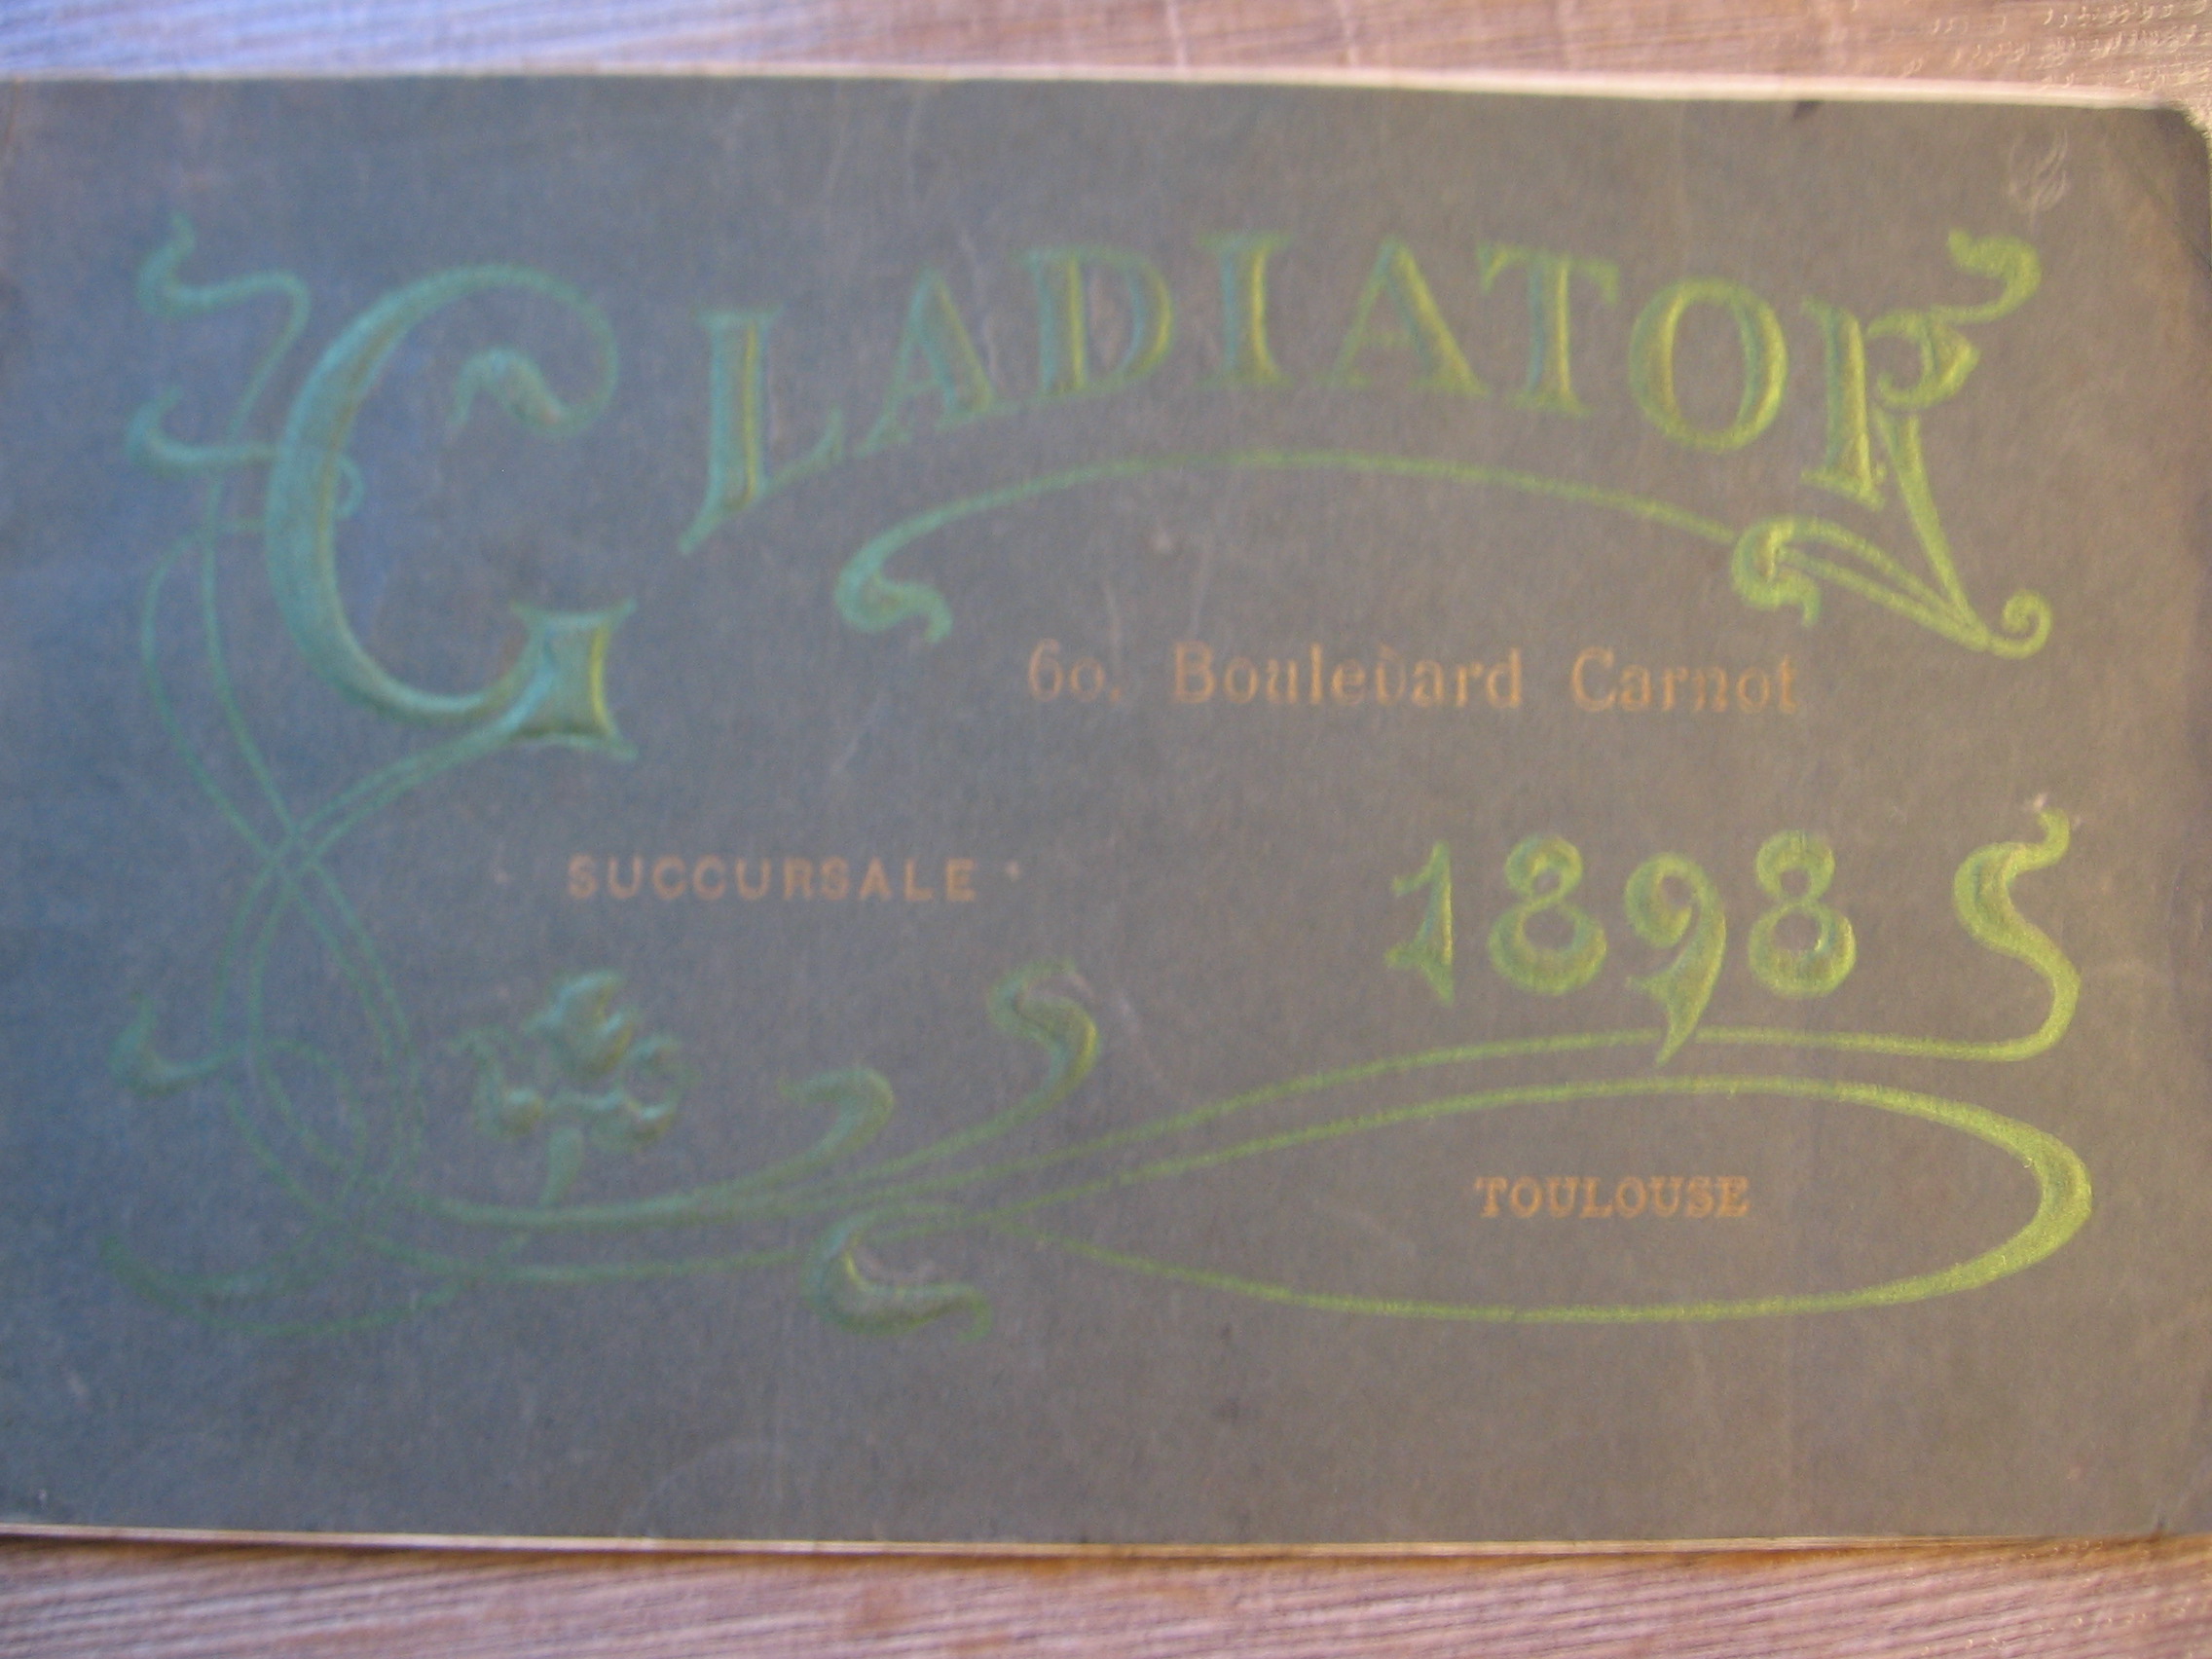 GLADIATOR
60, Boulevard Carnot
SUCCURSALE
1898
TOULOUSE